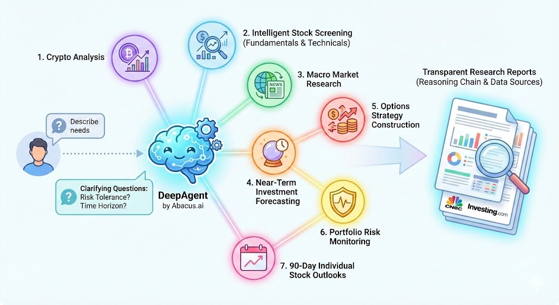 1. Crypto Analysis
2. Intelligent Stock Screening
(Fundamentals & Technicals)
3. Macro Market
Research
Transparent Research Reports
(Reasoning Chain & Data Sources)
5. Options
Strategy
Construction
Describe
needs
NEWS
Clarifying Questions:
Risk Tolerance?
Time Horizon?
DeepAgent
by Abacus.ai
4. Near-Term
Investment
Forecasting
CNBC
Investing.com
6. Portfolio Risk
Monitoring
7. 90-Day Individual
Stock Outlooks